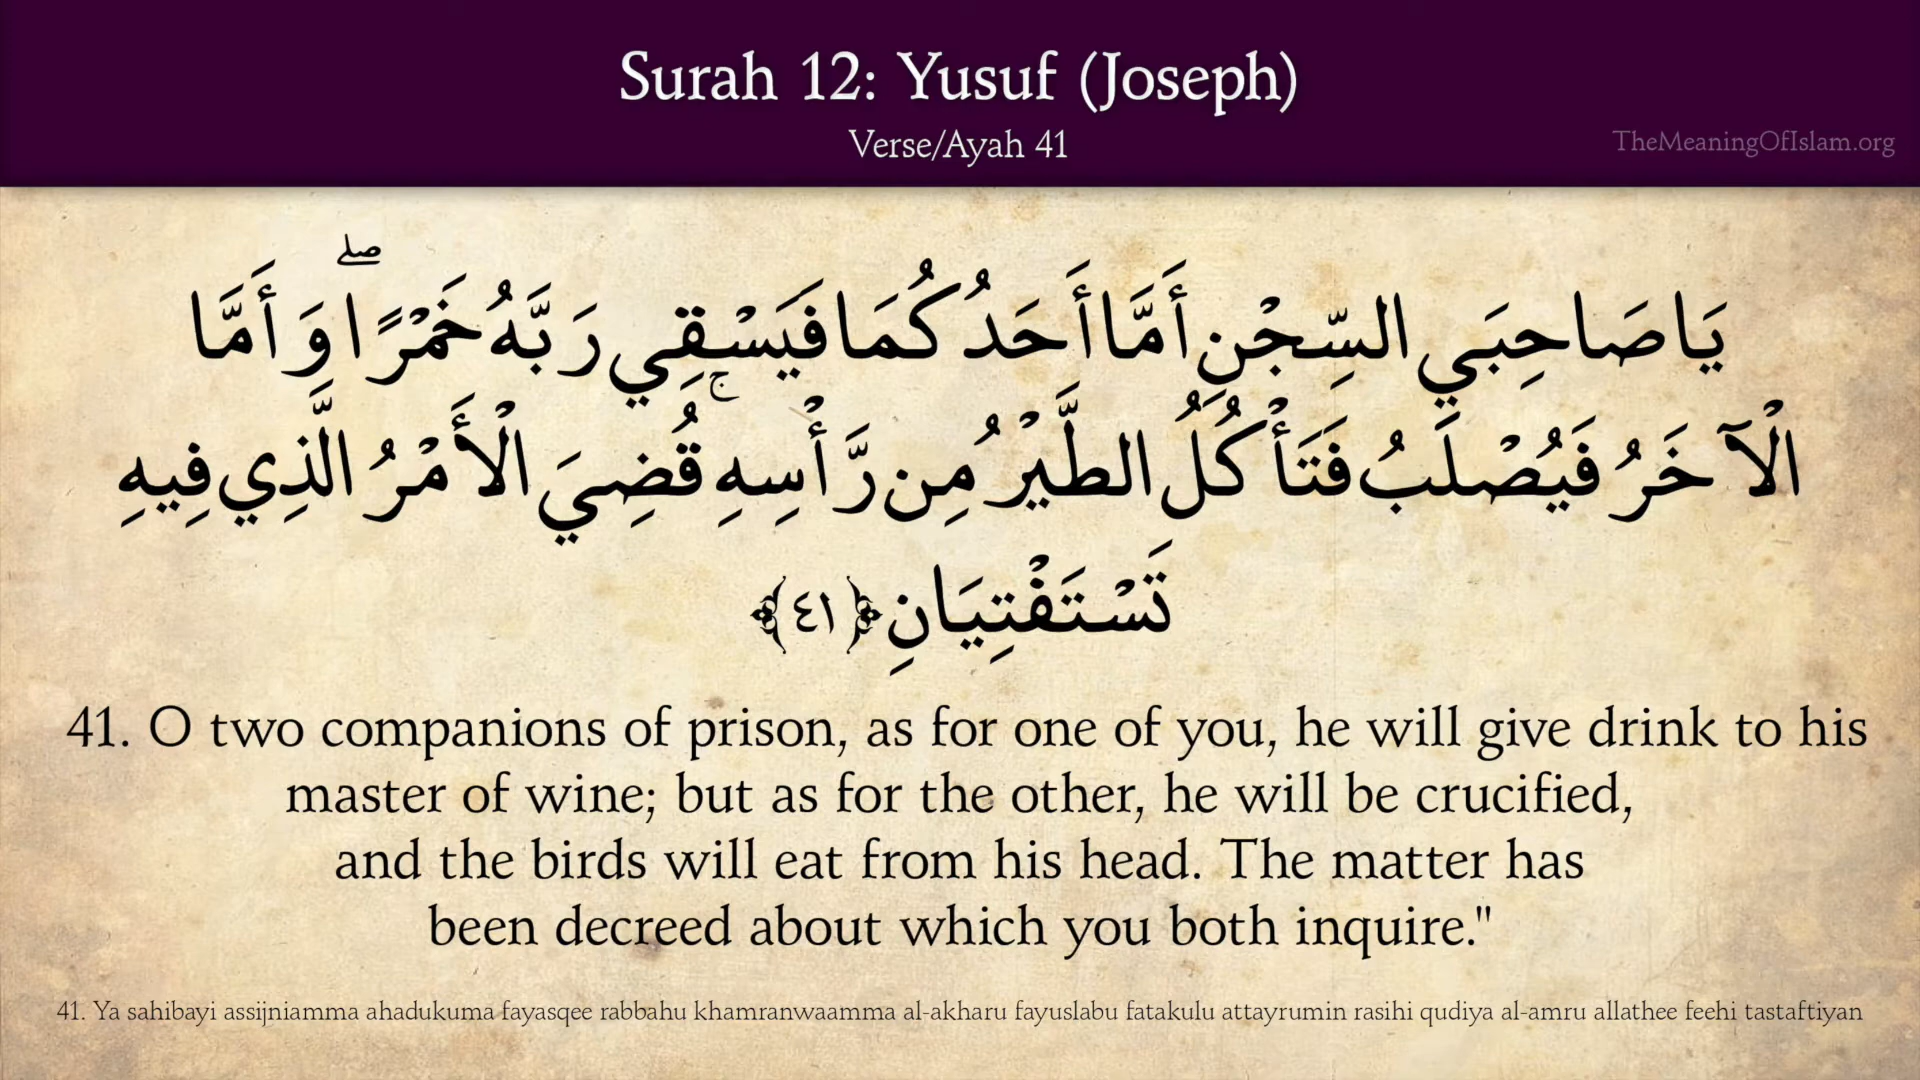 Surah 12: Yusuf (Joseph)
Verse/Ayah 41
TheMeaningOfIslam.org
يَا صَاحِبَيِ السِّجْنِ أَمَّا أَحَدُكُمَا فَيَسْقِي رَبَّهُ خَمْرًا ۖ وَأَمَّا
الْآخَرُ فَيُصْلَبُ فَتَأْكُلُ الطَّيْرُ مِن رَّأْسِهِ ۚ قُضِيَ الْأَمْرُ الَّذِي فِيهِ
تَسْتَفْتِيَانِ ﴿٤١﴾
41. O two companions of prison, as for one of you, he will give drink to his
master of wine; but as for the other, he will be crucified,
and the birds will eat from his head. The matter has
been decreed about which you both inquire."
41. Ya sahibayi assijniamma ahadukuma fayasqee rabbahu khamranwaamma al-akharu fayuslabu fatakulu attayrumin rasihi qudiya al-amru allathee feehi tastaftiyan